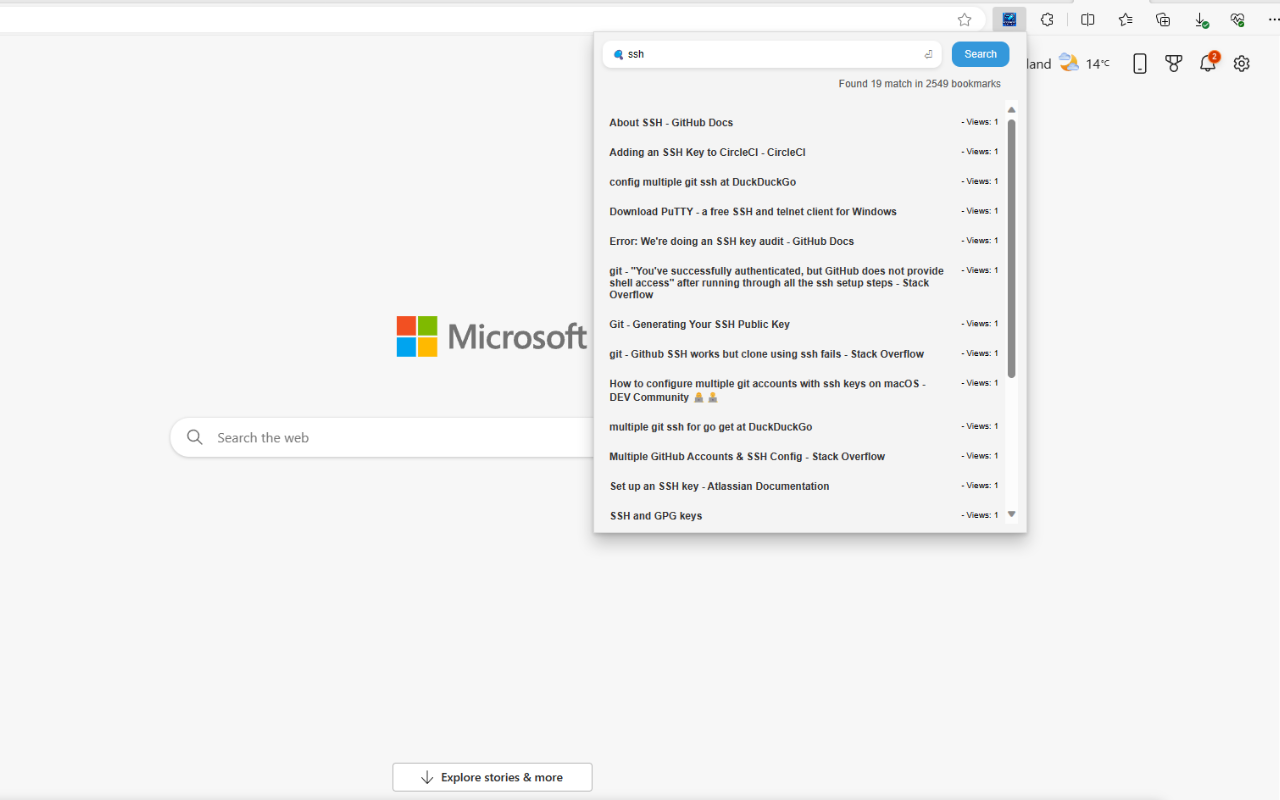 ssh
Search
Found 19 match in 2549 bookmarks
land
14°C
2
About SSH - GitHub Docs - Views: 1
Adding an SSH Key to CircleCI - CircleCI - Views: 1
config multiple git ssh at DuckDuckGo - Views: 1
Download PuTTY - a free SSH and telnet client for Windows - Views: 1
Error: We're doing an SSH key audit - GitHub Docs - Views: 1
git - "You've successfully authenticated, but GitHub does not provide - Views: 1
shell access" after running through all the ssh setup steps - Stack
Overflow
Git - Generating Your SSH Public Key - Views: 1
git - Github SSH works but clone using ssh fails - Stack Overflow - Views: 1
How to configure multiple git accounts with ssh keys on macOS - - Views: 1
DEV Community
multiple git ssh for go get at DuckDuckGo - Views: 1
Multiple GitHub Accounts & SSH Config - Stack Overflow - Views: 1
Set up an SSH key - Atlassian Documentation - Views: 1
SSH and GPG keys - Views: 1
Microsoft
Search the web
Explore stories & more